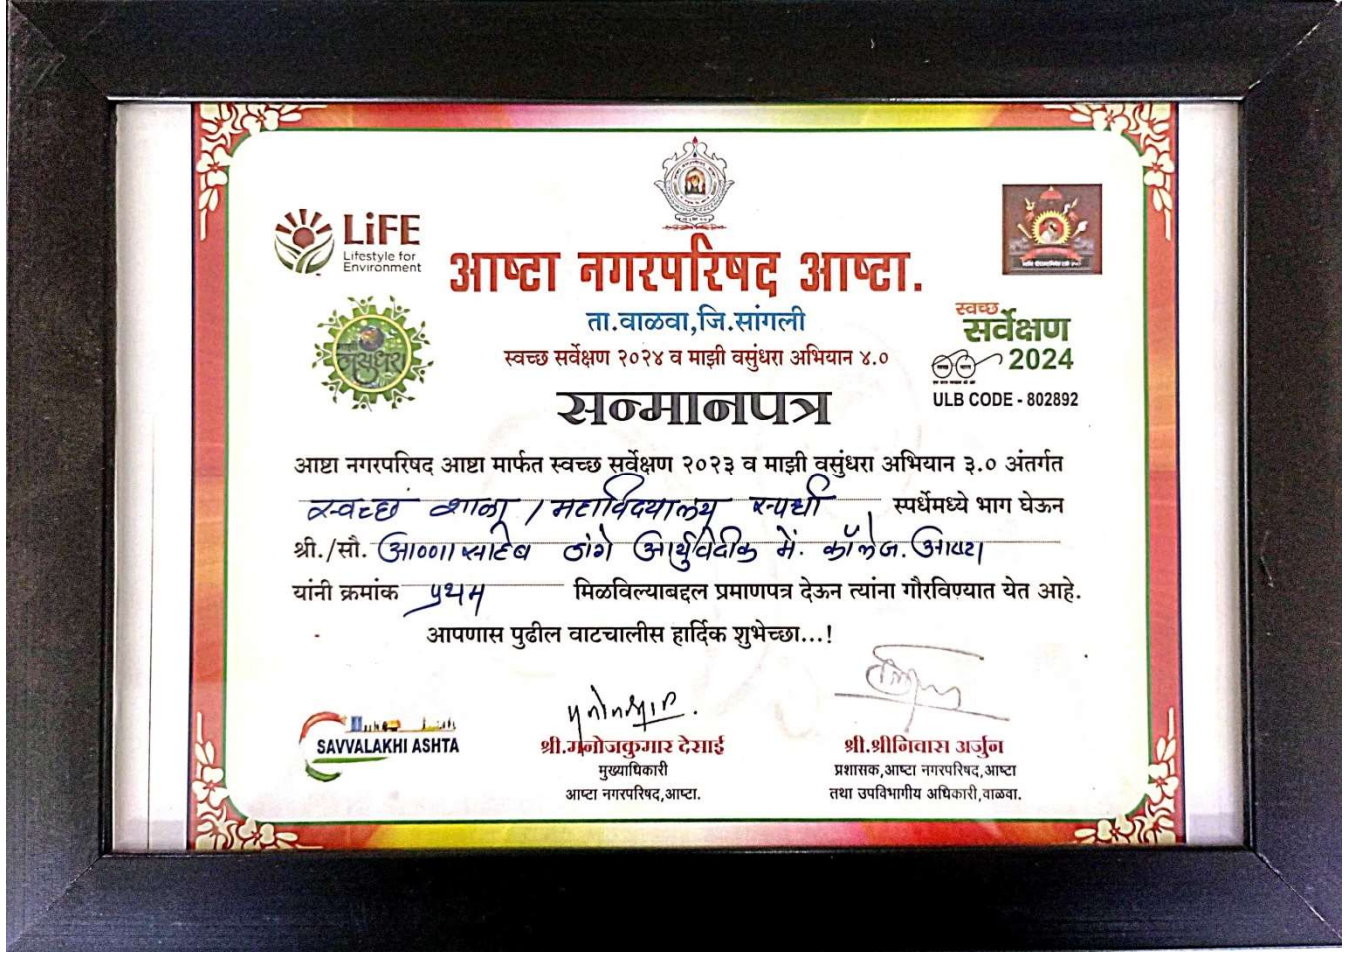 LiFE
Lifestyle for
Environment
आष्टा नगरपरिषद आष्टा.
ता.वाळवा,जि.सांगली
स्वच्छ सर्वेक्षण २०२४ व माझी वसुंधरा अभियान ४.०
सन्मानपत्र
वसुंधरा
स्वच्छ
सर्वेक्षण
2024
ULB CODE - 802892
आष्टा नगरपरिषद आष्टा मार्फत स्वच्छ सर्वेक्षण २०२३ व माझी वसुंधरा अभियान ३.० अंतर्गत
स्वच्छ शाळा / महाविद्यालय स्पर्धा स्पर्धेमध्ये भाग घेऊन
श्री./सौ. आण्णासाहेब डांगे आर्युवेदीक मे. कॉलेज. आष्टा
यांनी क्रमांक प्रथम मिळविल्याबद्दल प्रमाणपत्र देऊन त्यांना गौरविण्यात येत आहे.
आपणास पुढील वाटचालीस हार्दिक शुभेच्छा...!
SAVVALAKHI ASHTA
श्री.मनोजकुमार देसाई
मुख्याधिकारी
आष्टा नगरपरिषद,आष्टा.
श्री.श्रीनिवास अर्जुन
प्रशासक,आष्टा नगरपरिषद,आष्टा
तथा उपविभागीय अधिकारी,वाळवा.